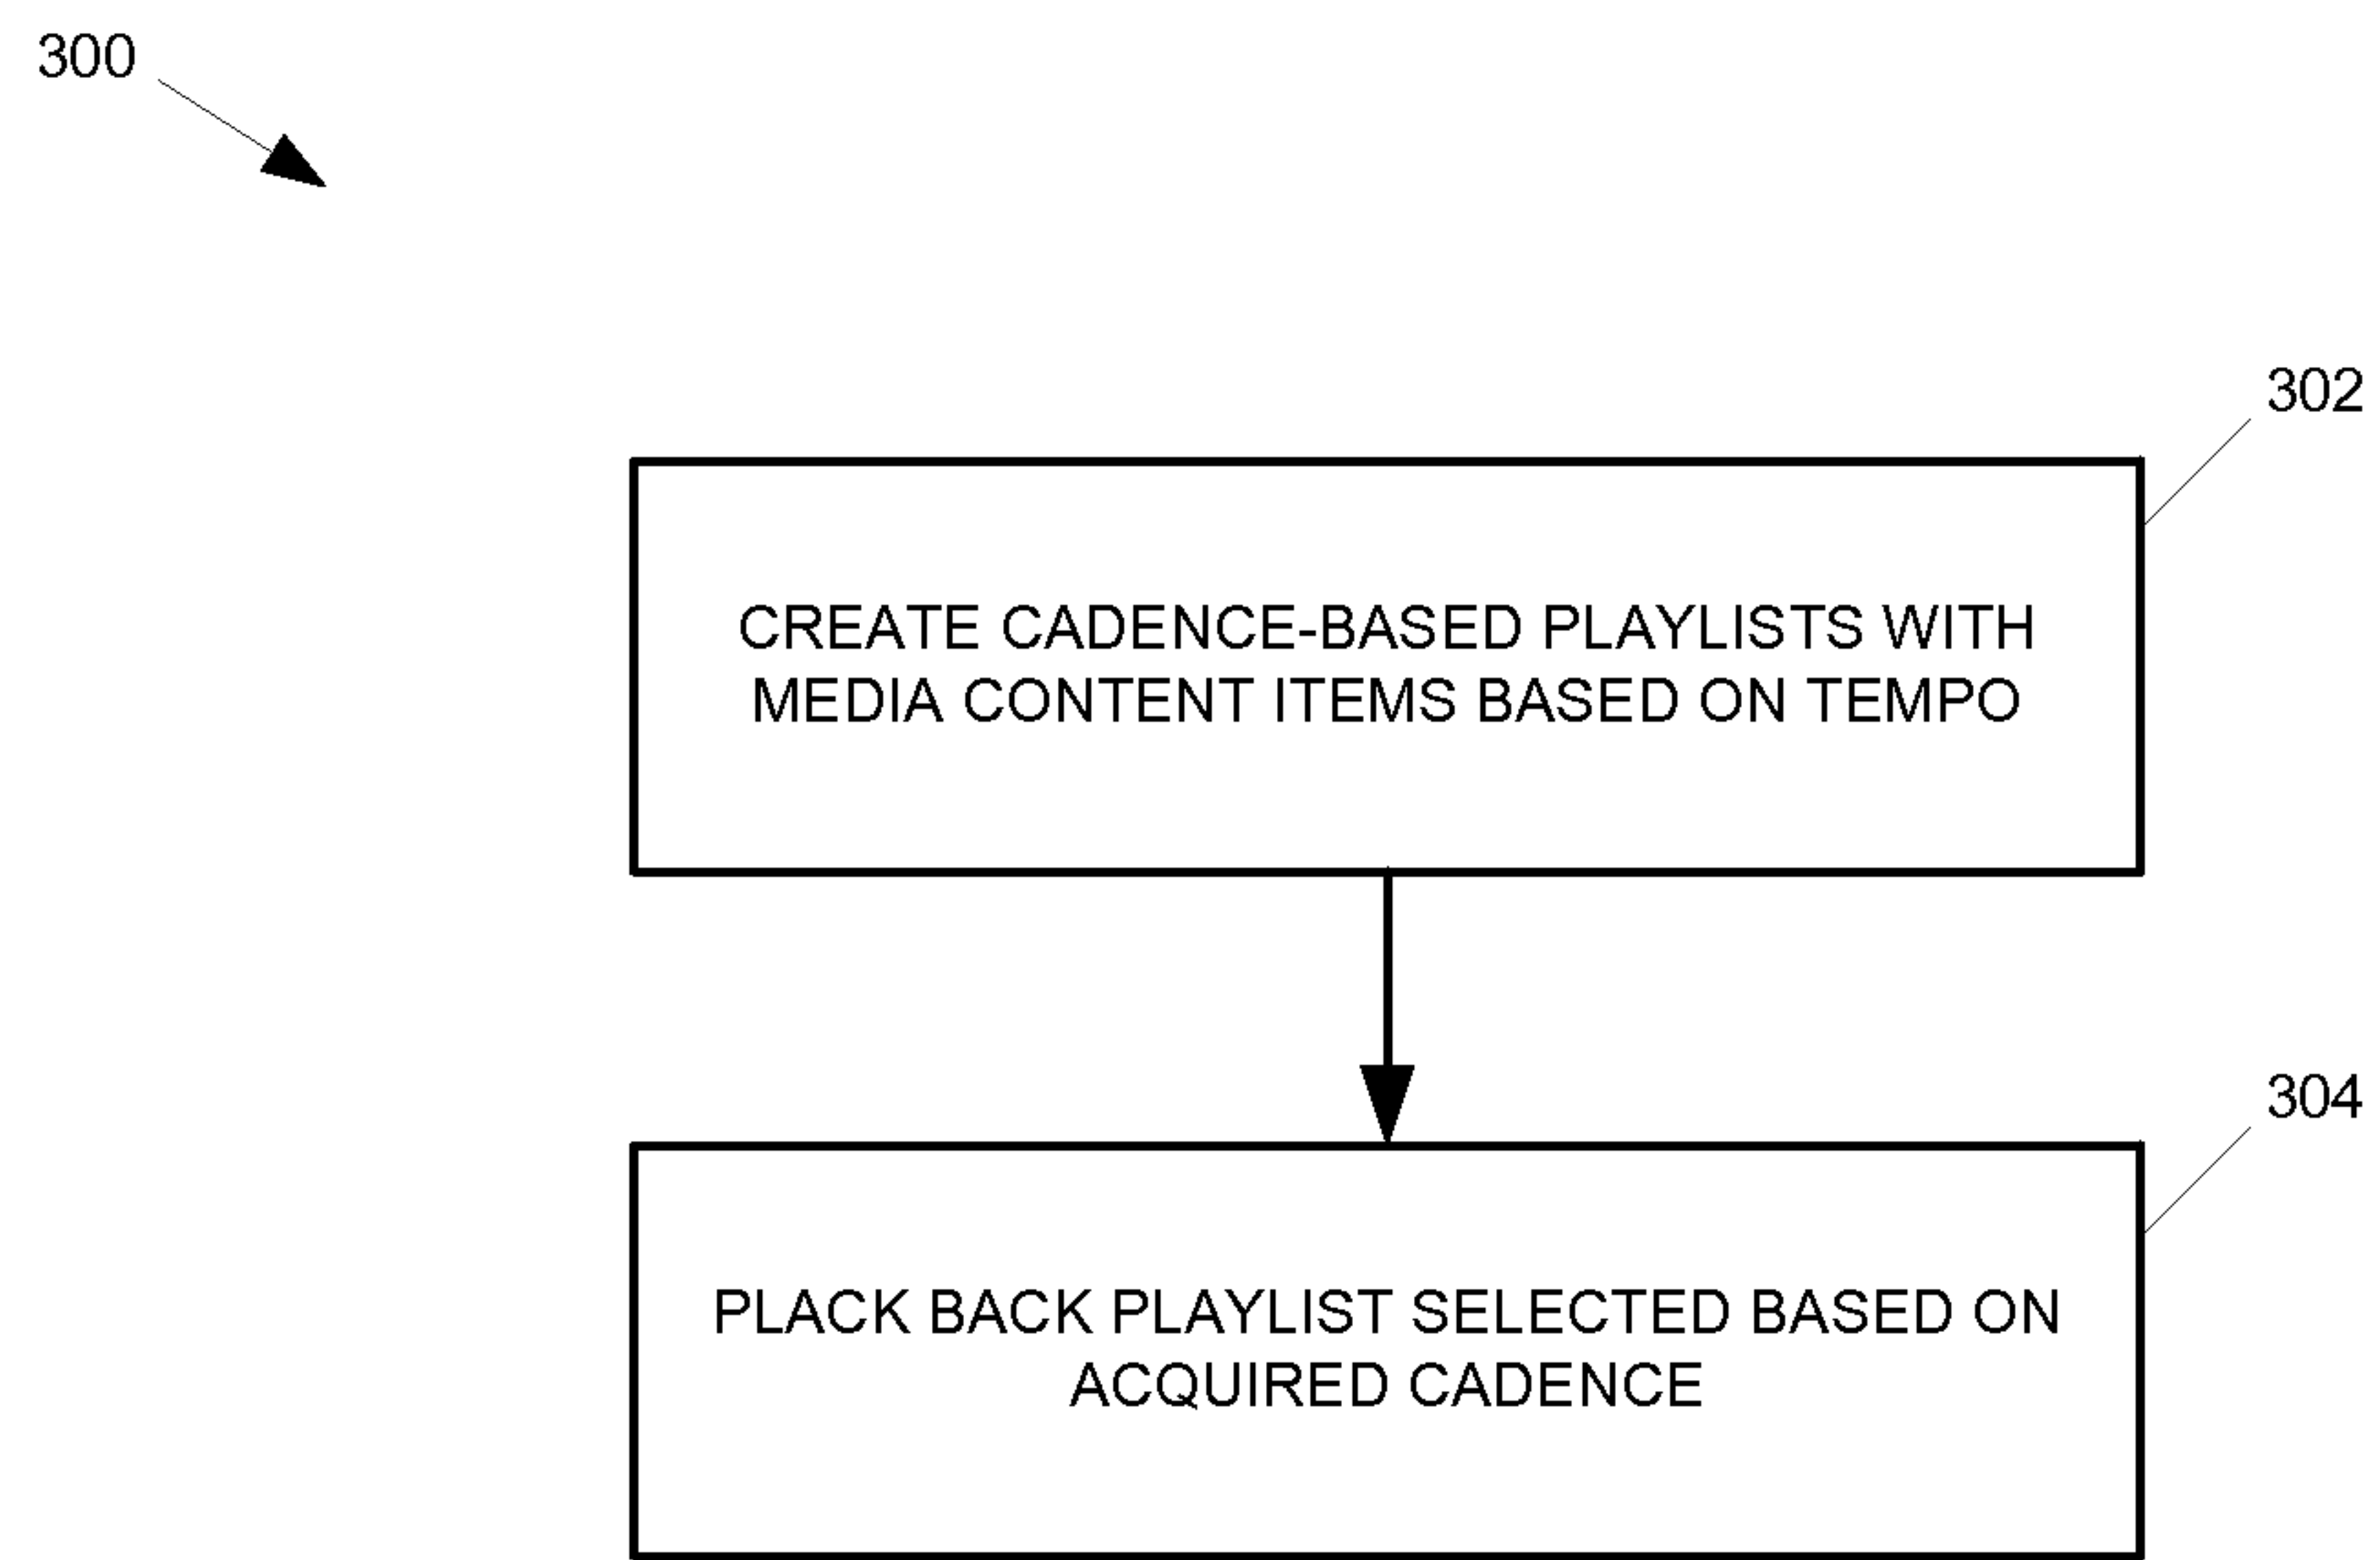 300
302
CREATE CADENCE-BASED PLAYLISTS WITH
MEDIA CONTENT ITEMS BASED ON TEMPO
304
PLACK BACK PLAYLIST SELECTED BASED ON
ACQUIRED CADENCE